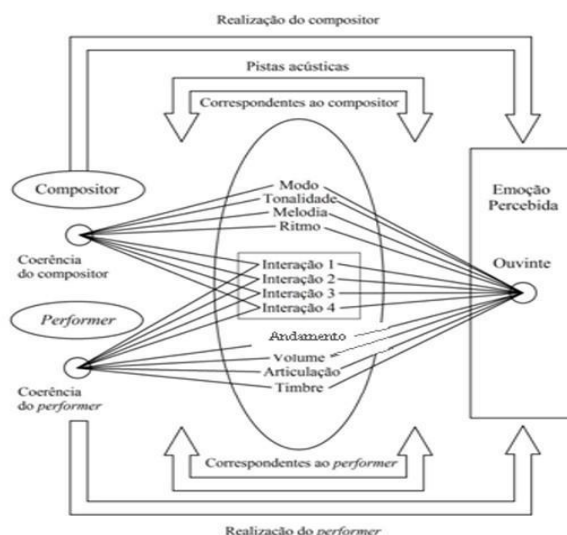 Realização do compositor
Pistas acústicas
Correspondentes ao compositor
Compositor
Coerência
do compositor
Performer
Coerência
do performer
Modo
Tonalidade
Melodia
Ritmo
Interação 1
Interação 2
Interação 3
Interação 4
Andamento
Volume
Articulação
Timbre
Emoção
Percebida
Ouvinte
Correspondentes ao performer
Realização do performer